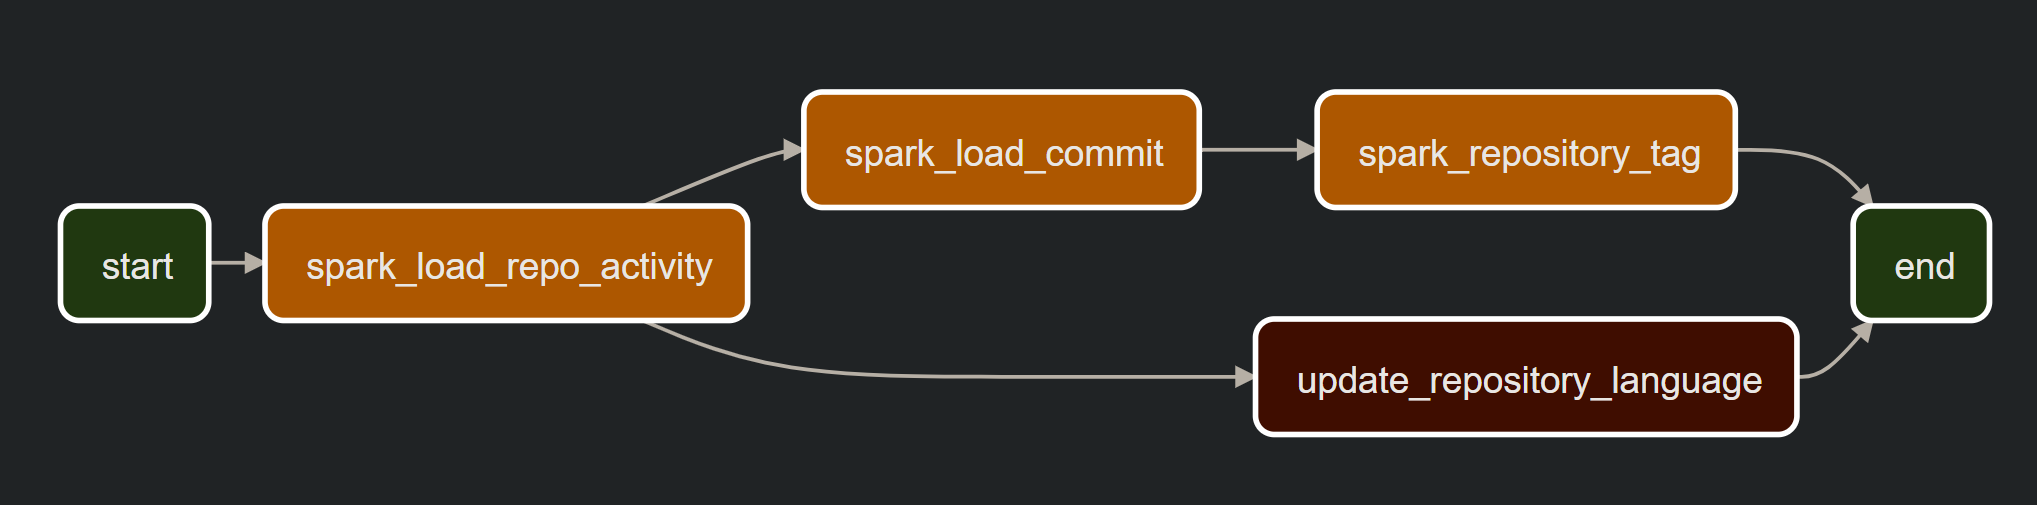 start
spark_load_repo_activity
spark_load_commit
spark_repository_tag
update_repository_language
end